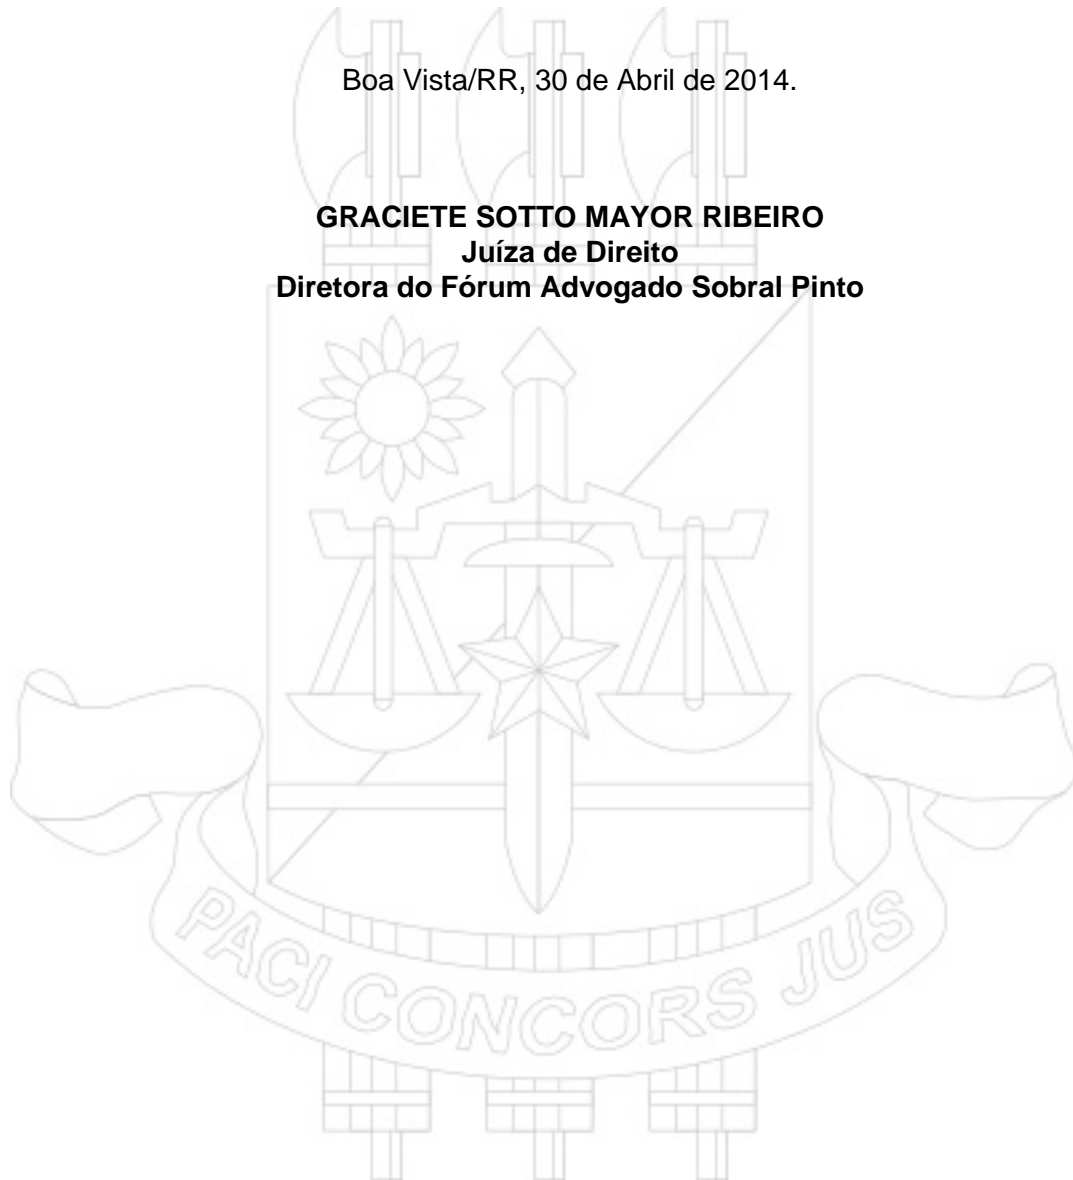 Boa Vista/RR, 30 de Abril de 2014.
GRACIETE SOTTO MAYOR RIBEIRO
Juíza de Direito
Diretora do Fórum Advogado Sobral Pinto
PACI CONCORS JUS